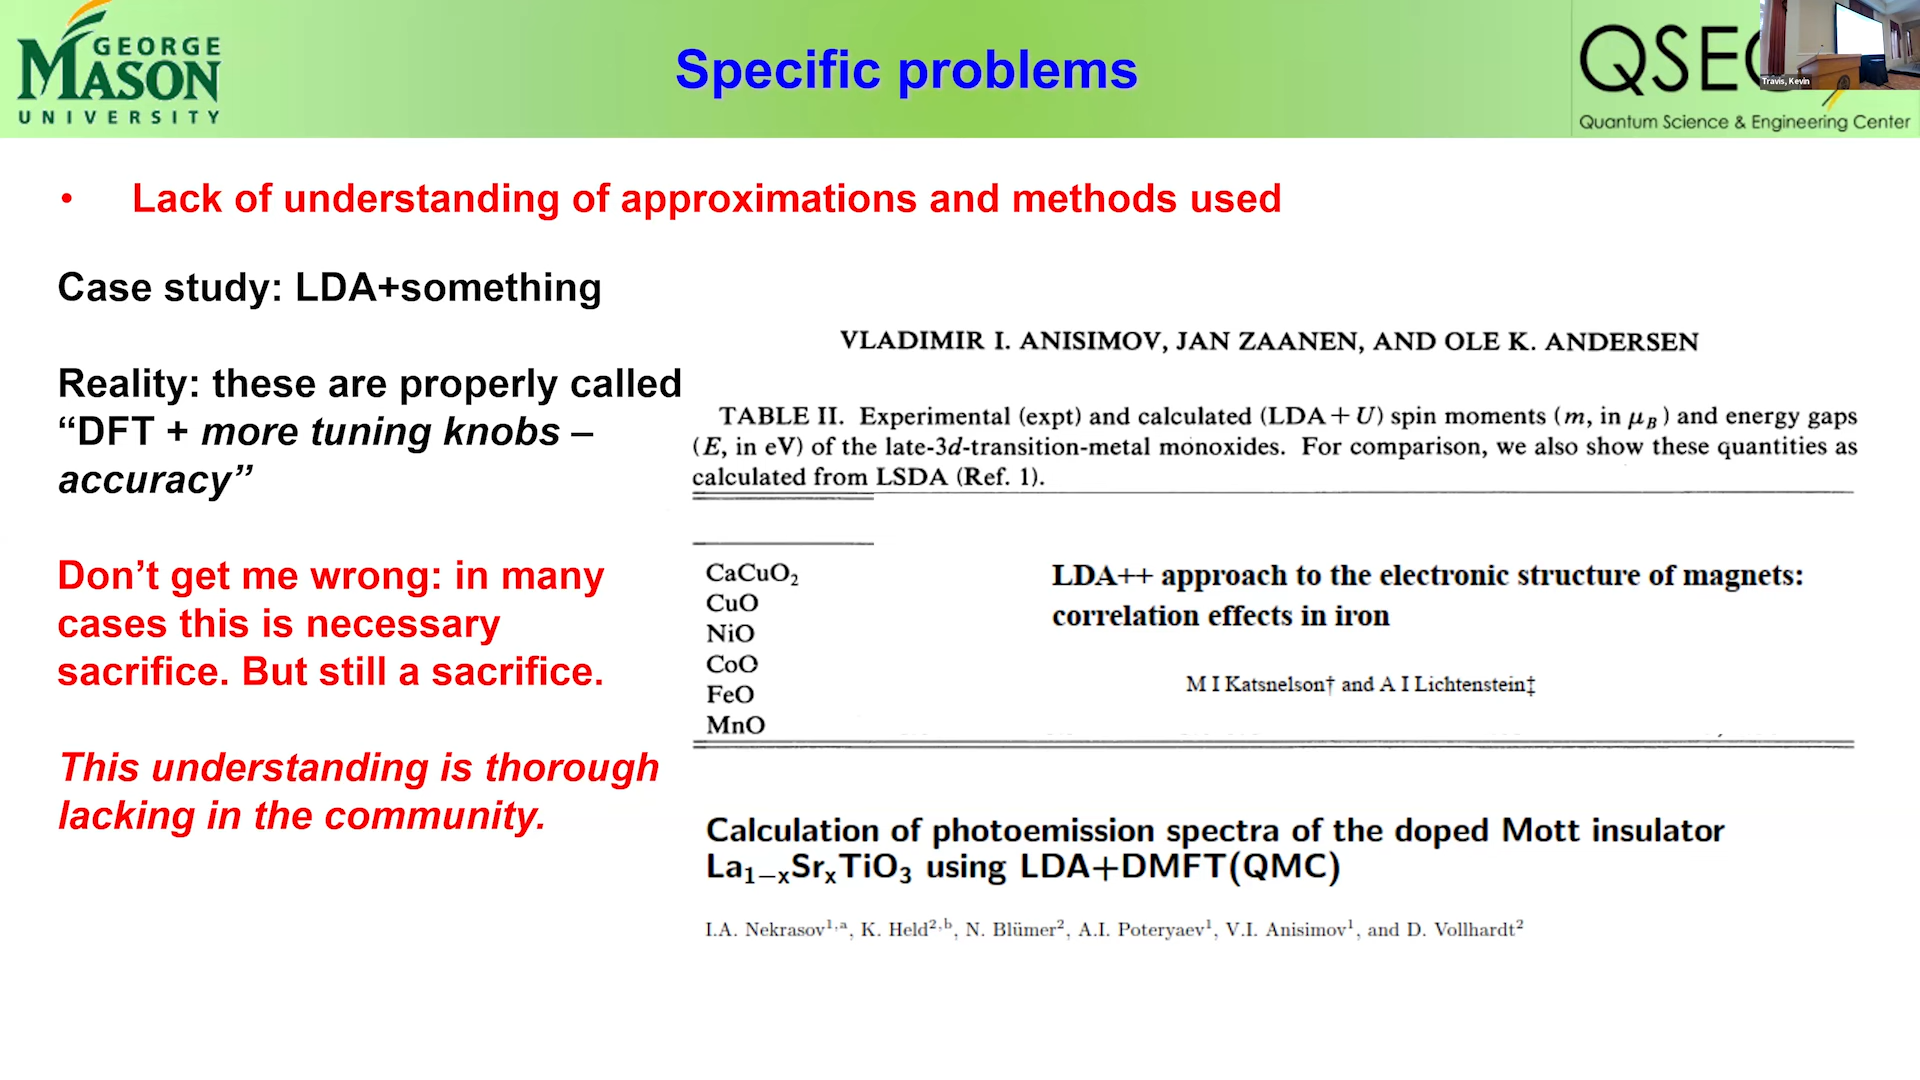 GEORGE
MASON
UNIVERSITY
Specific problems
QSEC
Travis, Kevin
Quantum Science & Engineering Center
• Lack of understanding of approximations and methods used
Case study: LDA+something
Reality: these are properly called
“DFT + more tuning knobs –
accuracy”
Don’t get me wrong: in many
cases this is necessary
sacrifice. But still a sacrifice.
This understanding is thorough
lacking in the community.
VLADIMIR I. ANISIMOV, JAN ZAANEN, AND OLE K. ANDERSEN
TABLE II. Experimental (expt) and calculated (LDA+U) spin moments (m, in μB) and energy gaps
(E, in eV) of the late-3d-transition-metal monoxides. For comparison, we also show these quantities as
calculated from LSDA (Ref. 1).
CaCuO₂
CuO
NiO
CoO
FeO
MnO
LDA++ approach to the electronic structure of magnets:
correlation effects in iron
M I Katsnelson† and A I Lichtenstein‡
Calculation of photoemission spectra of the doped Mott insulator
La₁₋ₓSrₓTiO₃ using LDA+DMFT(QMC)
I.A. Nekrasov¹,ᵃ, K. Held²,ᵇ, N. Blümer², A.I. Poteryaev¹, V.I. Anisimov¹, and D. Vollhardt²